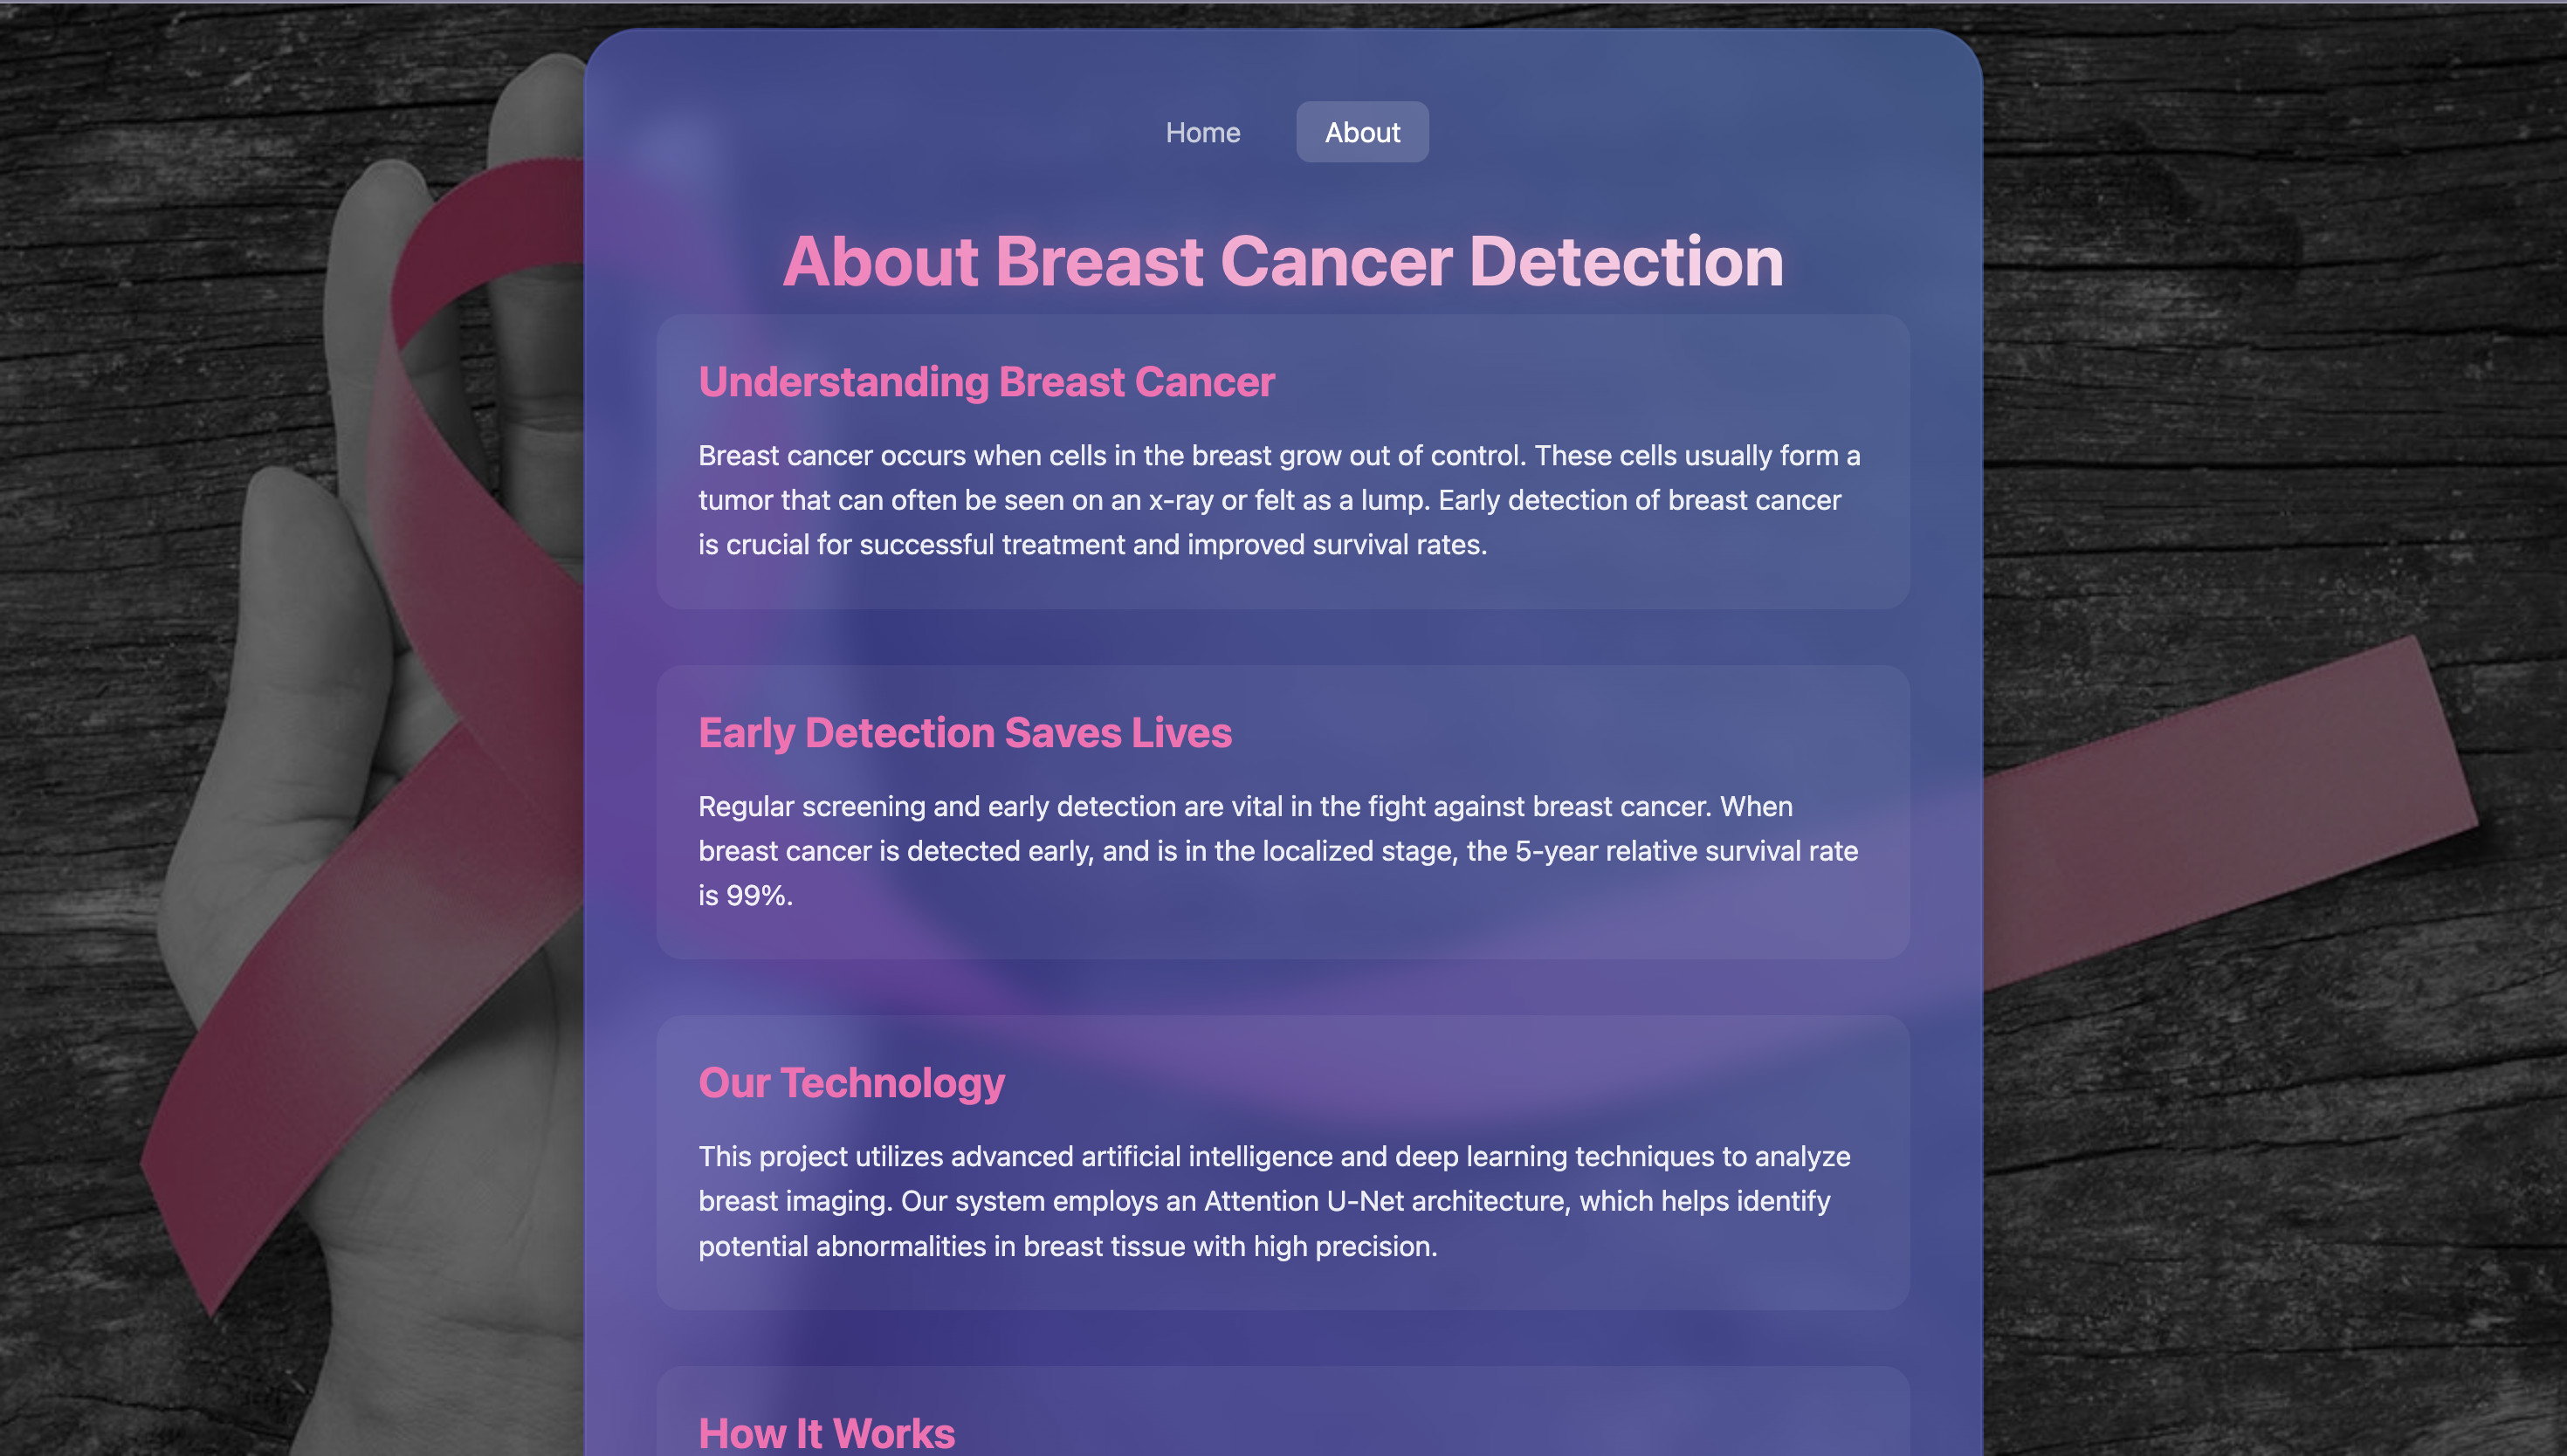 Home
About
About Breast Cancer Detection
Understanding Breast Cancer
Breast cancer occurs when cells in the breast grow out of control. These cells usually form a
tumor that can often be seen on an x-ray or felt as a lump. Early detection of breast cancer
is crucial for successful treatment and improved survival rates.
Early Detection Saves Lives
Regular screening and early detection are vital in the fight against breast cancer. When
breast cancer is detected early, and is in the localized stage, the 5-year relative survival rate
is 99%.
Our Technology
This project utilizes advanced artificial intelligence and deep learning techniques to analyze
breast imaging. Our system employs an Attention U-Net architecture, which helps identify
potential abnormalities in breast tissue with high precision.
How It Works